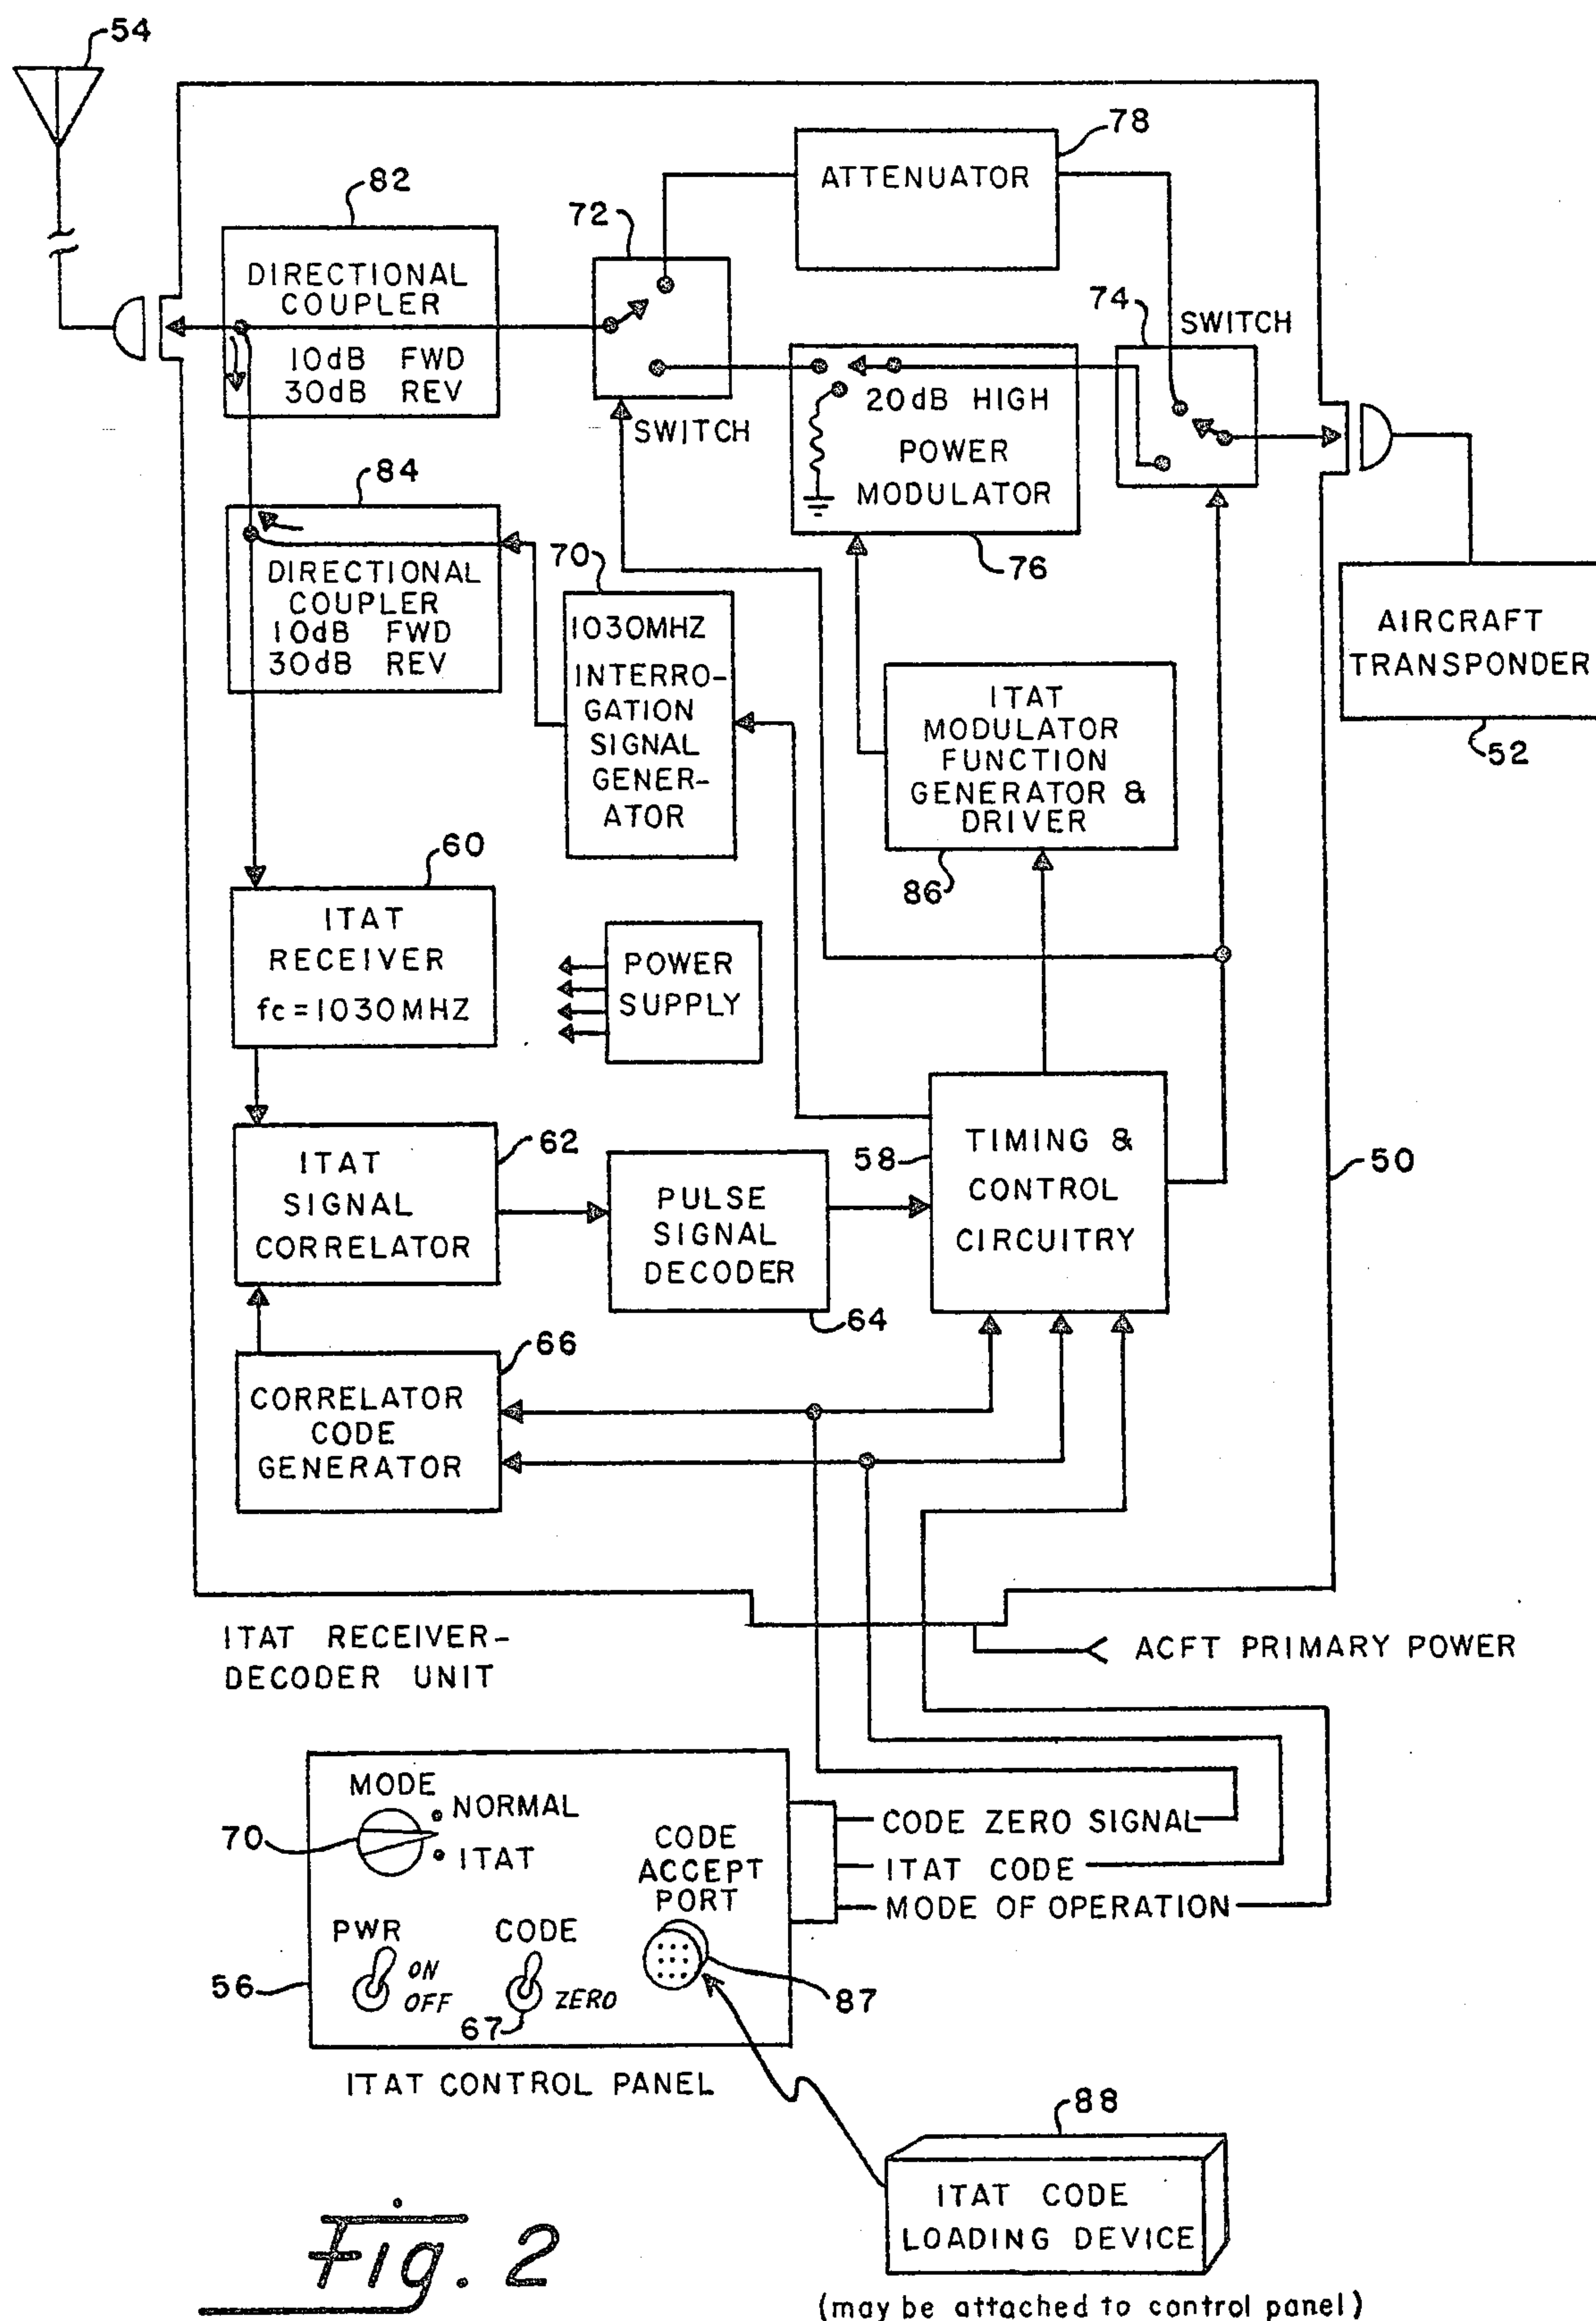 54
78
ATTENUATOR
82
72
DIRECTIONAL
COUPLER
10dB FWD
30dB REV
74
SWITCH
SWITCH
20dB HIGH
POWER
MODULATOR
76
84
DIRECTIONAL
COUPLER
10dB FWD
30dB REV
70
1030MHZ
INTERRO-
GATION
SIGNAL
GENER-
ATOR
AIRCRAFT
TRANSPONDER
52
ITAT
MODULATOR
FUNCTION
GENERATOR &
DRIVER
86
60
ITAT
RECEIVER
fc=1030MHZ
POWER
SUPPLY
62
ITAT
SIGNAL
CORRELATOR
PULSE
SIGNAL
DECODER
64
58
TIMING &
CONTROL
CIRCUITRY
50
66
CORRELATOR
CODE
GENERATOR
ITAT RECEIVER-
DECODER UNIT
ACFT PRIMARY POWER
MODE
NORMAL
ITAT
70
CODE
ACCEPT
PORT
CODE ZERO SIGNAL
ITAT CODE
MODE OF OPERATION
PWR
ON
OFF
CODE
ZERO
56
67
87
ITAT CONTROL PANEL
88
ITAT CODE
LOADING DEVICE
(may be attached to control panel)
Fig. 2